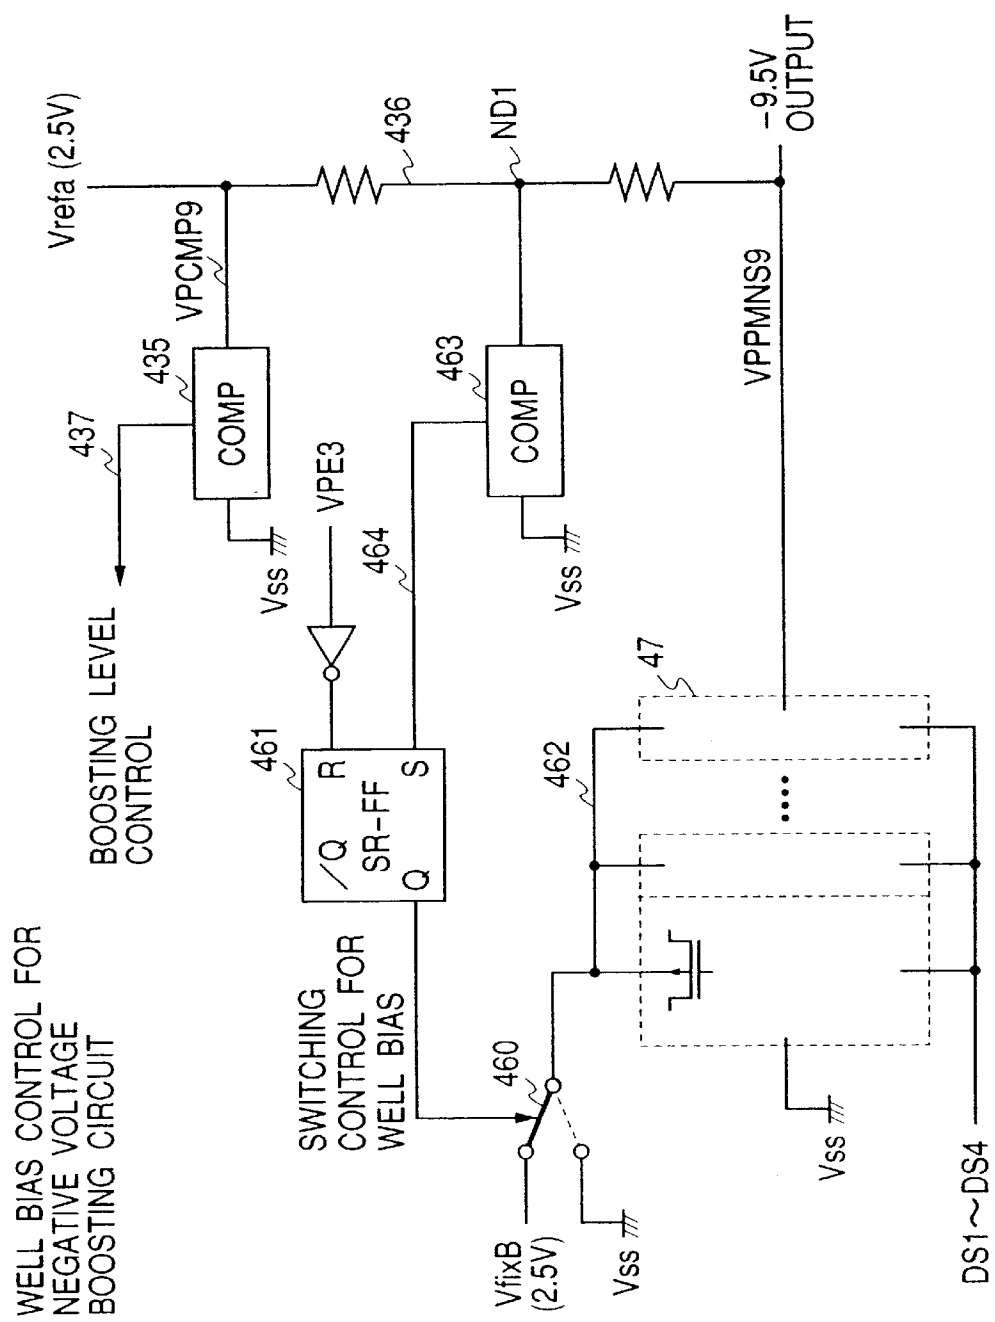 WELL BIAS CONTROL FOR
NEGATIVE VOLTAGE
BOOSTING CIRCUIT
BOOSTING LEVEL
CONTROL
437
435
COMP
Vss
VPCMP9
Vrefa (2.5V)
436
ND1
VPE3
461
R
/Q
SR-FF
Q
S
464
463
COMP
Vss
SWITCHING
CONTROL FOR
WELL BIAS
460
VfixB
(2.5V)
Vss
462
47
VPPMNS9
-9.5V
OUTPUT
Vss
DS1～DS4